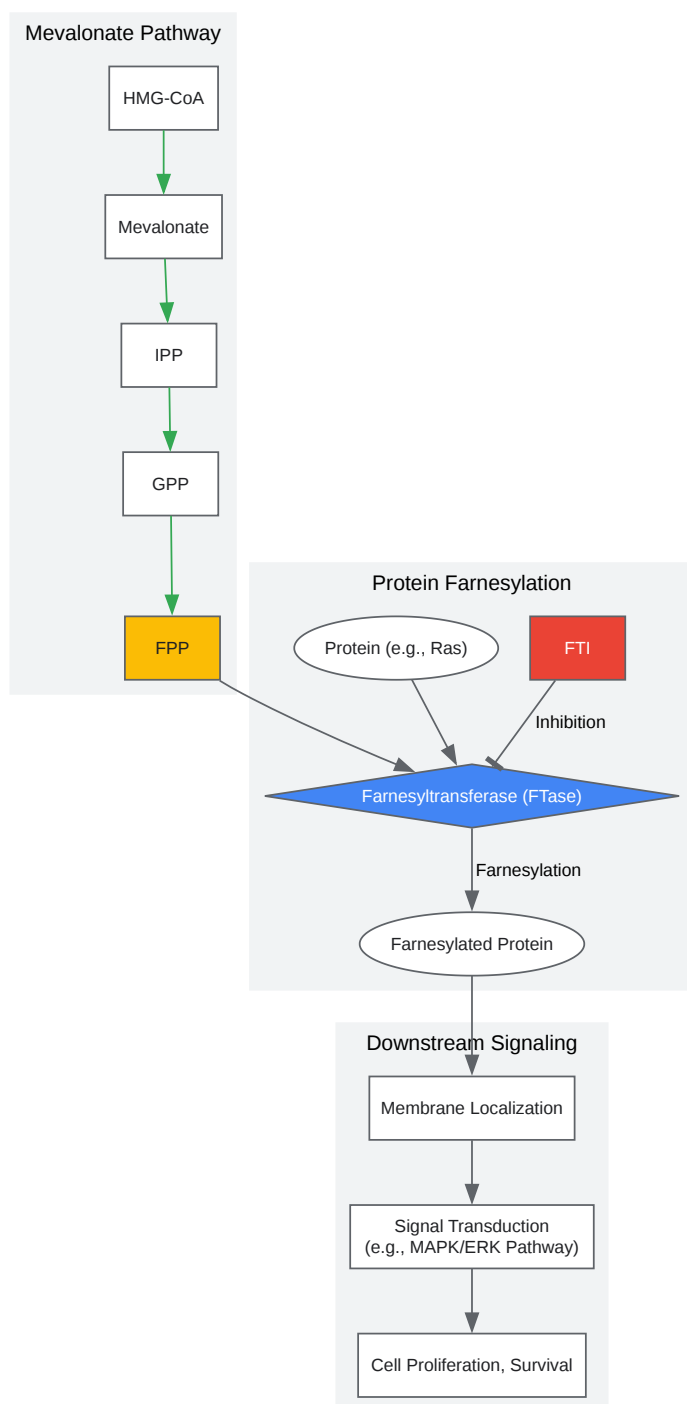 Mevalonate Pathway
HMG-CoA
Mevalonate
IPP
GPP
FPP
Protein Farnesylation
Protein (e.g., Ras)
FTI
Inhibition
Farnesyltransferase (FTase)
Farnesylation
Farnesylated Protein
Downstream Signaling
Membrane Localization
Signal Transduction
(e.g., MAPK/ERK Pathway)
Cell Proliferation, Survival